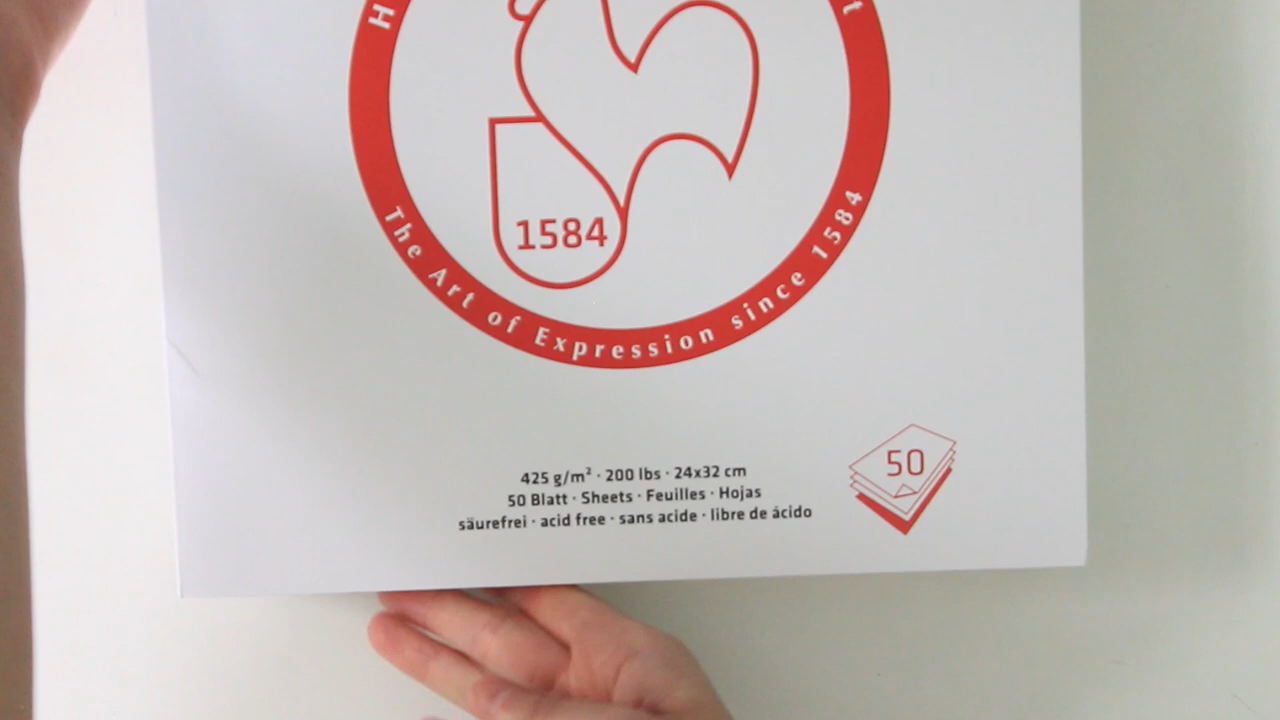 H
t
1584
The Art of Expression since 1584
50
425 g/m² · 200 lbs · 24x32 cm
50 Blatt · Sheets · Feuilles · Hojas
säurefrei · acid free · sans acide · libre de ácido